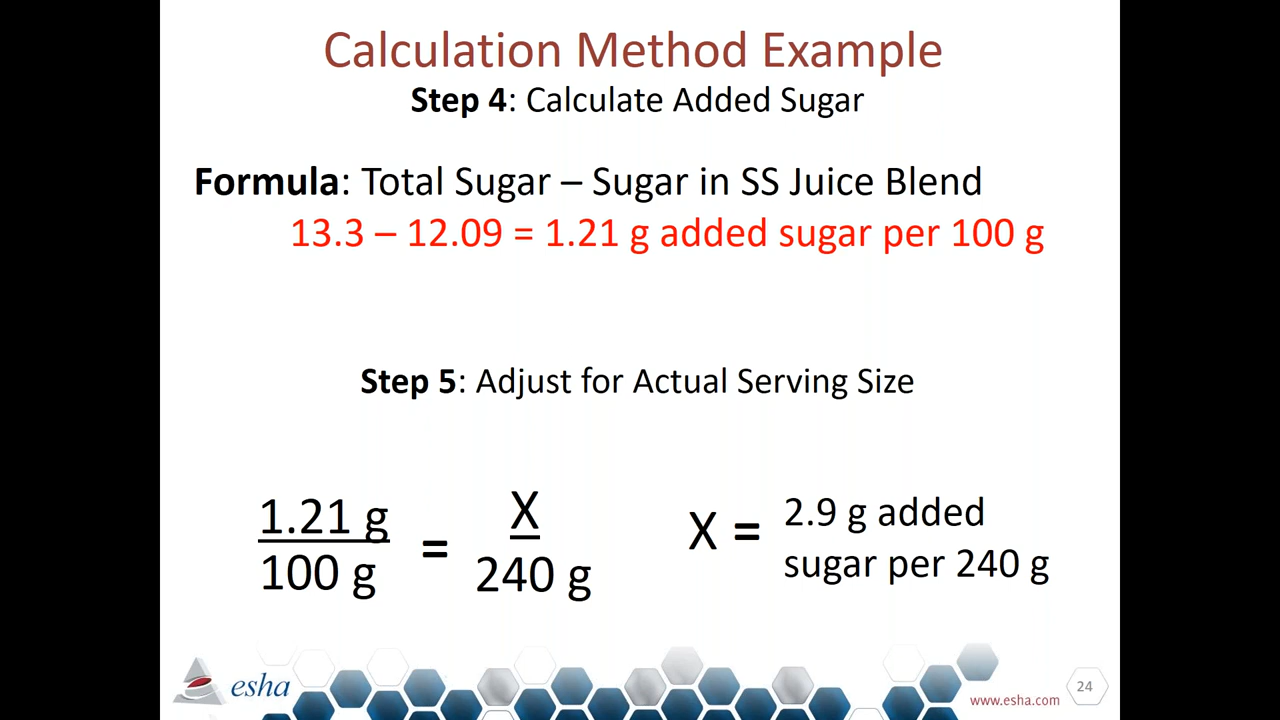 Calculation Method Example
Step 4: Calculate Added Sugar
Formula: Total Sugar – Sugar in SS Juice Blend
13.3 – 12.09 = 1.21 g added sugar per 100 g
Step 5: Adjust for Actual Serving Size
1.21 g
100 g
=
X
240 g
X =
2.9 g added
sugar per 240 g
esha
www.esha.com
24